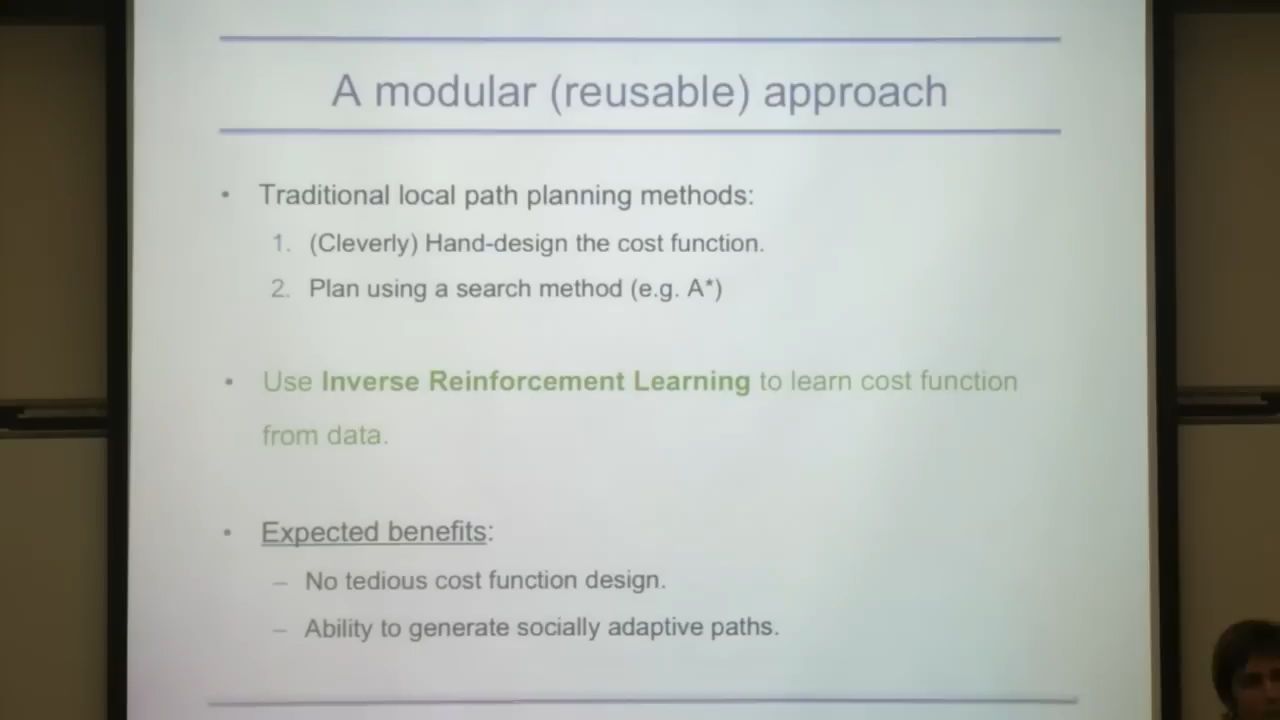 A modular (reusable) approach
• Traditional local path planning methods:
1. (Cleverly) Hand-design the cost function.
2. Plan using a search method (e.g. A*)
• Use Inverse Reinforcement Learning to learn cost function
from data.
• Expected benefits:
– No tedious cost function design.
– Ability to generate socially adaptive paths.